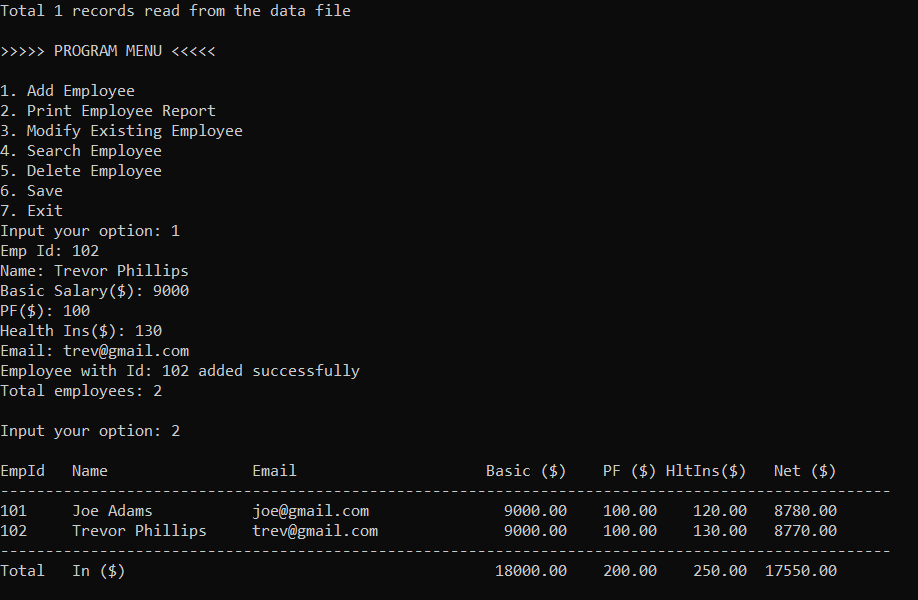 Total 1 records read from the data file
>>>>> PROGRAM MENU <<<<<
1. Add Employee
2. Print Employee Report
3. Modify Existing Employee
4. Search Employee
5. Delete Employee
6. Save
7. Exit
Input your option: 1
Emp Id: 102
Name: Trevor Phillips
Basic Salary($): 9000
PF($): 100
Health Ins($): 130
Email: trev@gmail.com
Employee with Id: 102 added successfully
Total employees: 2
Input your option: 2
EmpId   Name                Email                     Basic ($)    PF ($) HltIns($)   Net ($)
---------------------------------------------------------------------------------------------------
101     Joe Adams           joe@gmail.com               9000.00    100.00    120.00   8780.00
102     Trevor Phillips     trev@gmail.com              9000.00    100.00    130.00   8770.00
---------------------------------------------------------------------------------------------------
Total   In ($)                                         18000.00    200.00    250.00  17550.00